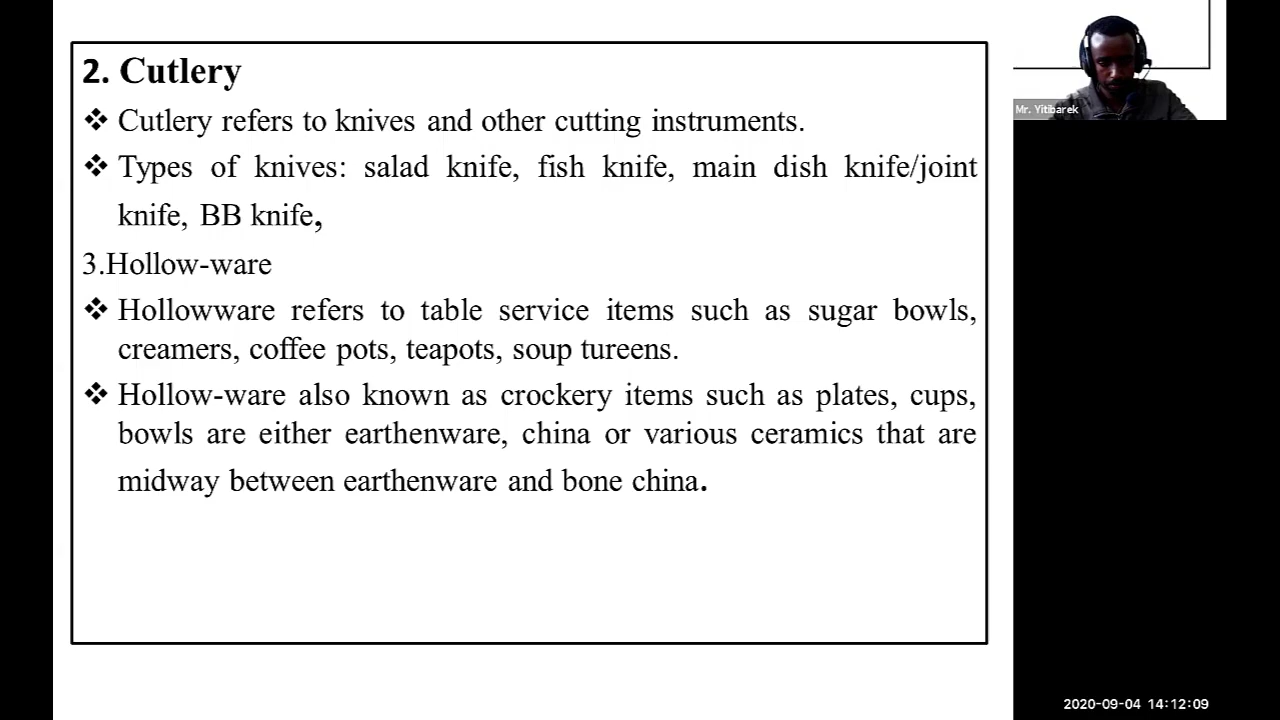 2. Cutlery
❖ Cutlery refers to knives and other cutting instruments.
❖ Types of knives: salad knife, fish knife, main dish knife/joint
knife, BB knife,
3.Hollow-ware
❖ Hollowware refers to table service items such as sugar bowls,
creamers, coffee pots, teapots, soup tureens.
❖ Hollow-ware also known as crockery items such as plates, cups,
bowls are either earthenware, china or various ceramics that are
midway between earthenware and bone china.
Mr. Yitibarek
2020-09-04 14:12:09